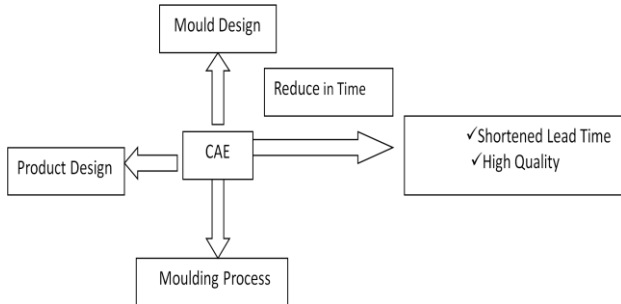 Mould Design
Reduce in Time
✓Shortened Lead Time
✓High Quality
CAE
Product Design
Moulding Process